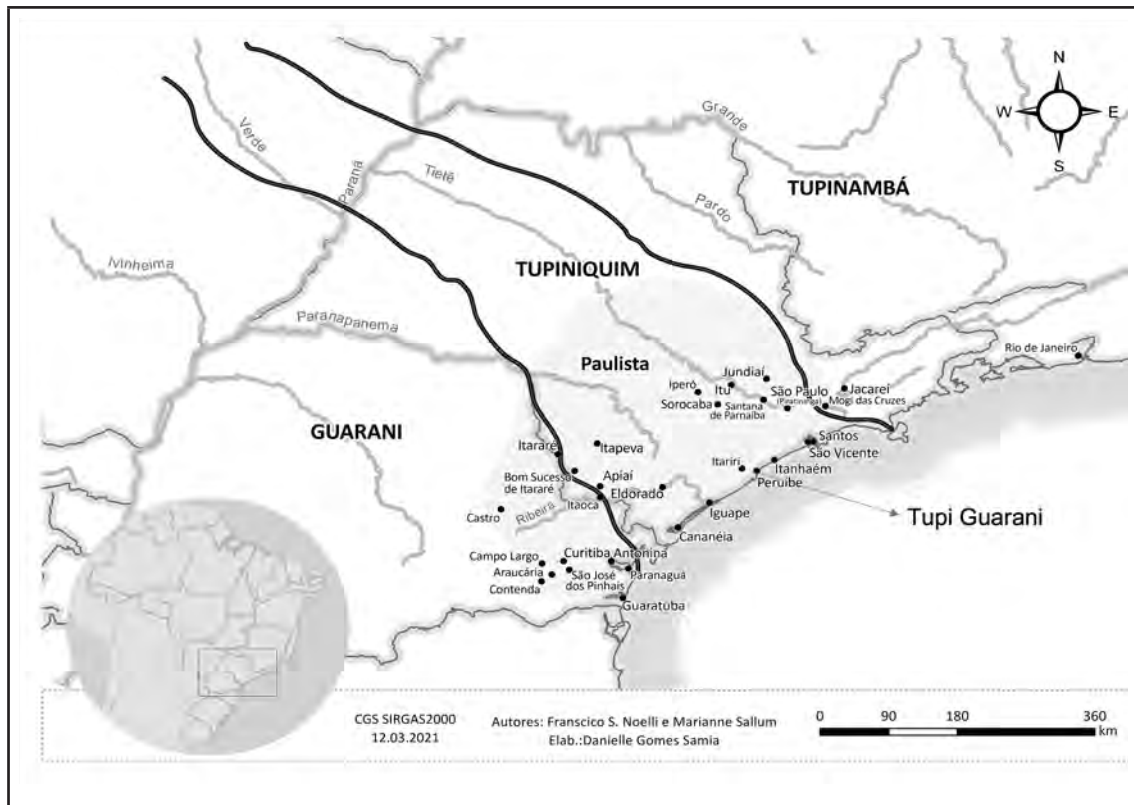 N
W
E
S
Grande
Verde
Paraná
Tietê
TUPINAMBÁ
Pardo
Ivinheima
TUPINIQUIM
Paranapanema
Rio de Janeiro
Paulista
Jundiaí
Iperó
Itu
São Paulo
(Piratininga)
Jacareí
Sorocaba
Santana
de Parnaíba
Mogi das Cruzes
GUARANI
Itararé
Itapeva
Santos
São Vicente
Itariri
Itanhaém
Bom Sucesso
de Itararé
Apiaí
Peruíbe
Eldorado
Itaoca
Iguape
Castro
Ribeira
Tupi Guarani
Cananéia
Campo Largo
Curitiba
Antonina
Araucária
São José
dos Pinhais
Paranaguá
Contenda
Guaratuba
CGS SIRGAS2000
12.03.2021
Autores: Franscico S. Noelli e Marianne Sallum
Elab.:Danielle Gomes Samia
0 90 180 360
km